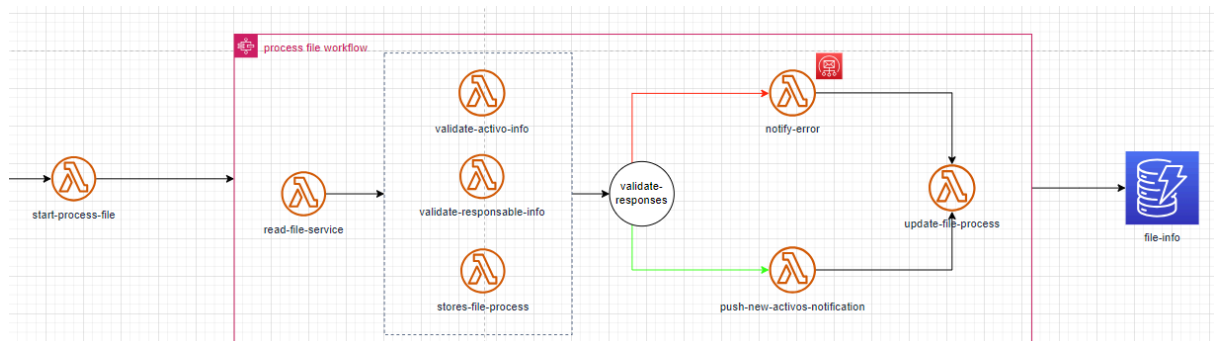 process file workflow
start-process-file
read-file-service
validate-activo-info
validate-responsable-info
stores-file-process
validate-
responses
notify-error
push-new-activos-notification
update-file-process
file-info